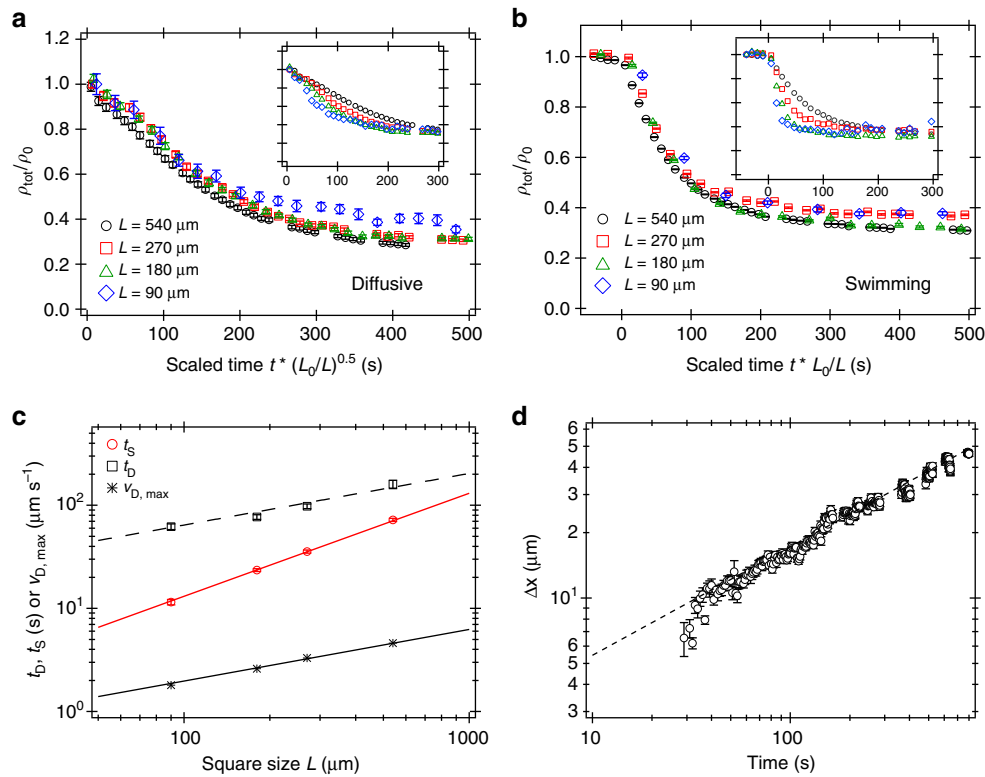 a
ρtot/ρ0
1.2
1.0
0.8
0.6
0.4
0.2
0.0
0 100 200 300
L = 540 μm
L = 270 μm
L = 180 μm
L = 90 μm
Diffusive
0 100 200 300 400 500
Scaled time t * (L0/L)^0.5 (s)
b
ρtot/ρ0
1.0
0.8
0.6
0.4
0.2
0.0
0 100 200 300
L = 540 μm
L = 270 μm
L = 180 μm
L = 90 μm
Swimming
0 100 200 300 400 500
Scaled time t * L0/L (s)
c
tD, tS (s) or vD, max (μm s⁻¹)
tS
tD
vD, max
10²
10¹
10⁰
100 1000
Square size L (μm)
d
Δx (μm)
6
5
4
3
2
10¹
9
8
7
6
5
4
3
10 100
Time (s)